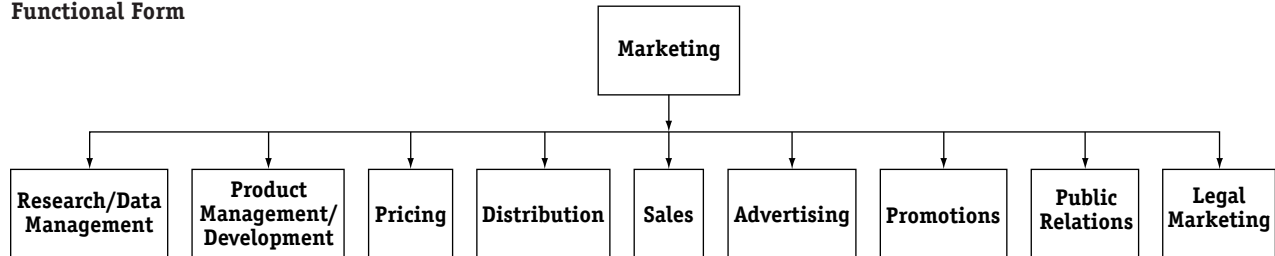 Functional Form
Marketing
Research/Data
Management
Product
Management/
Development
Pricing
Distribution
Sales
Advertising
Promotions
Public
Relations
Legal
Marketing